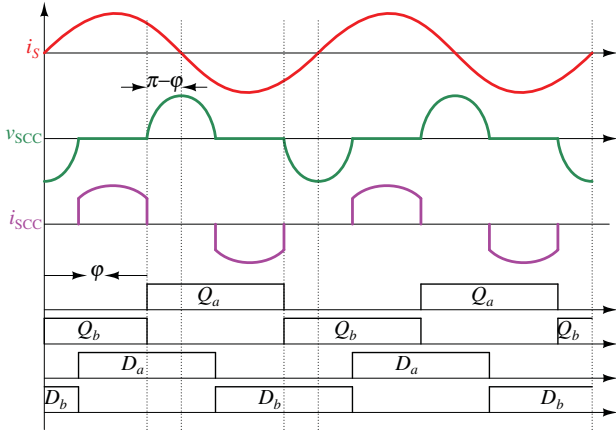 i_S
π–φ
v_SCC
i_SCC
φ
Q_a Q_a
Q_b Q_b Q_b
D_a D_a
D_b D_b D_b